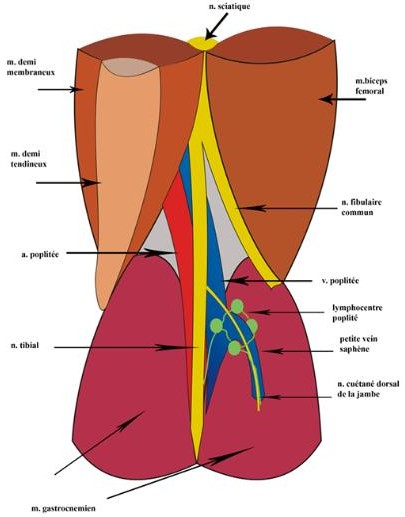 n. sciatique
m. demi
membraneux
m.biceps
femoral
m. demi
tendineux
n. fibulaire
commun
a. poplitée
v. poplitée
lymphocentre
poplité
n. tibial
petite vein
saphène
n. cuétané dorsal
de la jambe
m. gastrocnemien